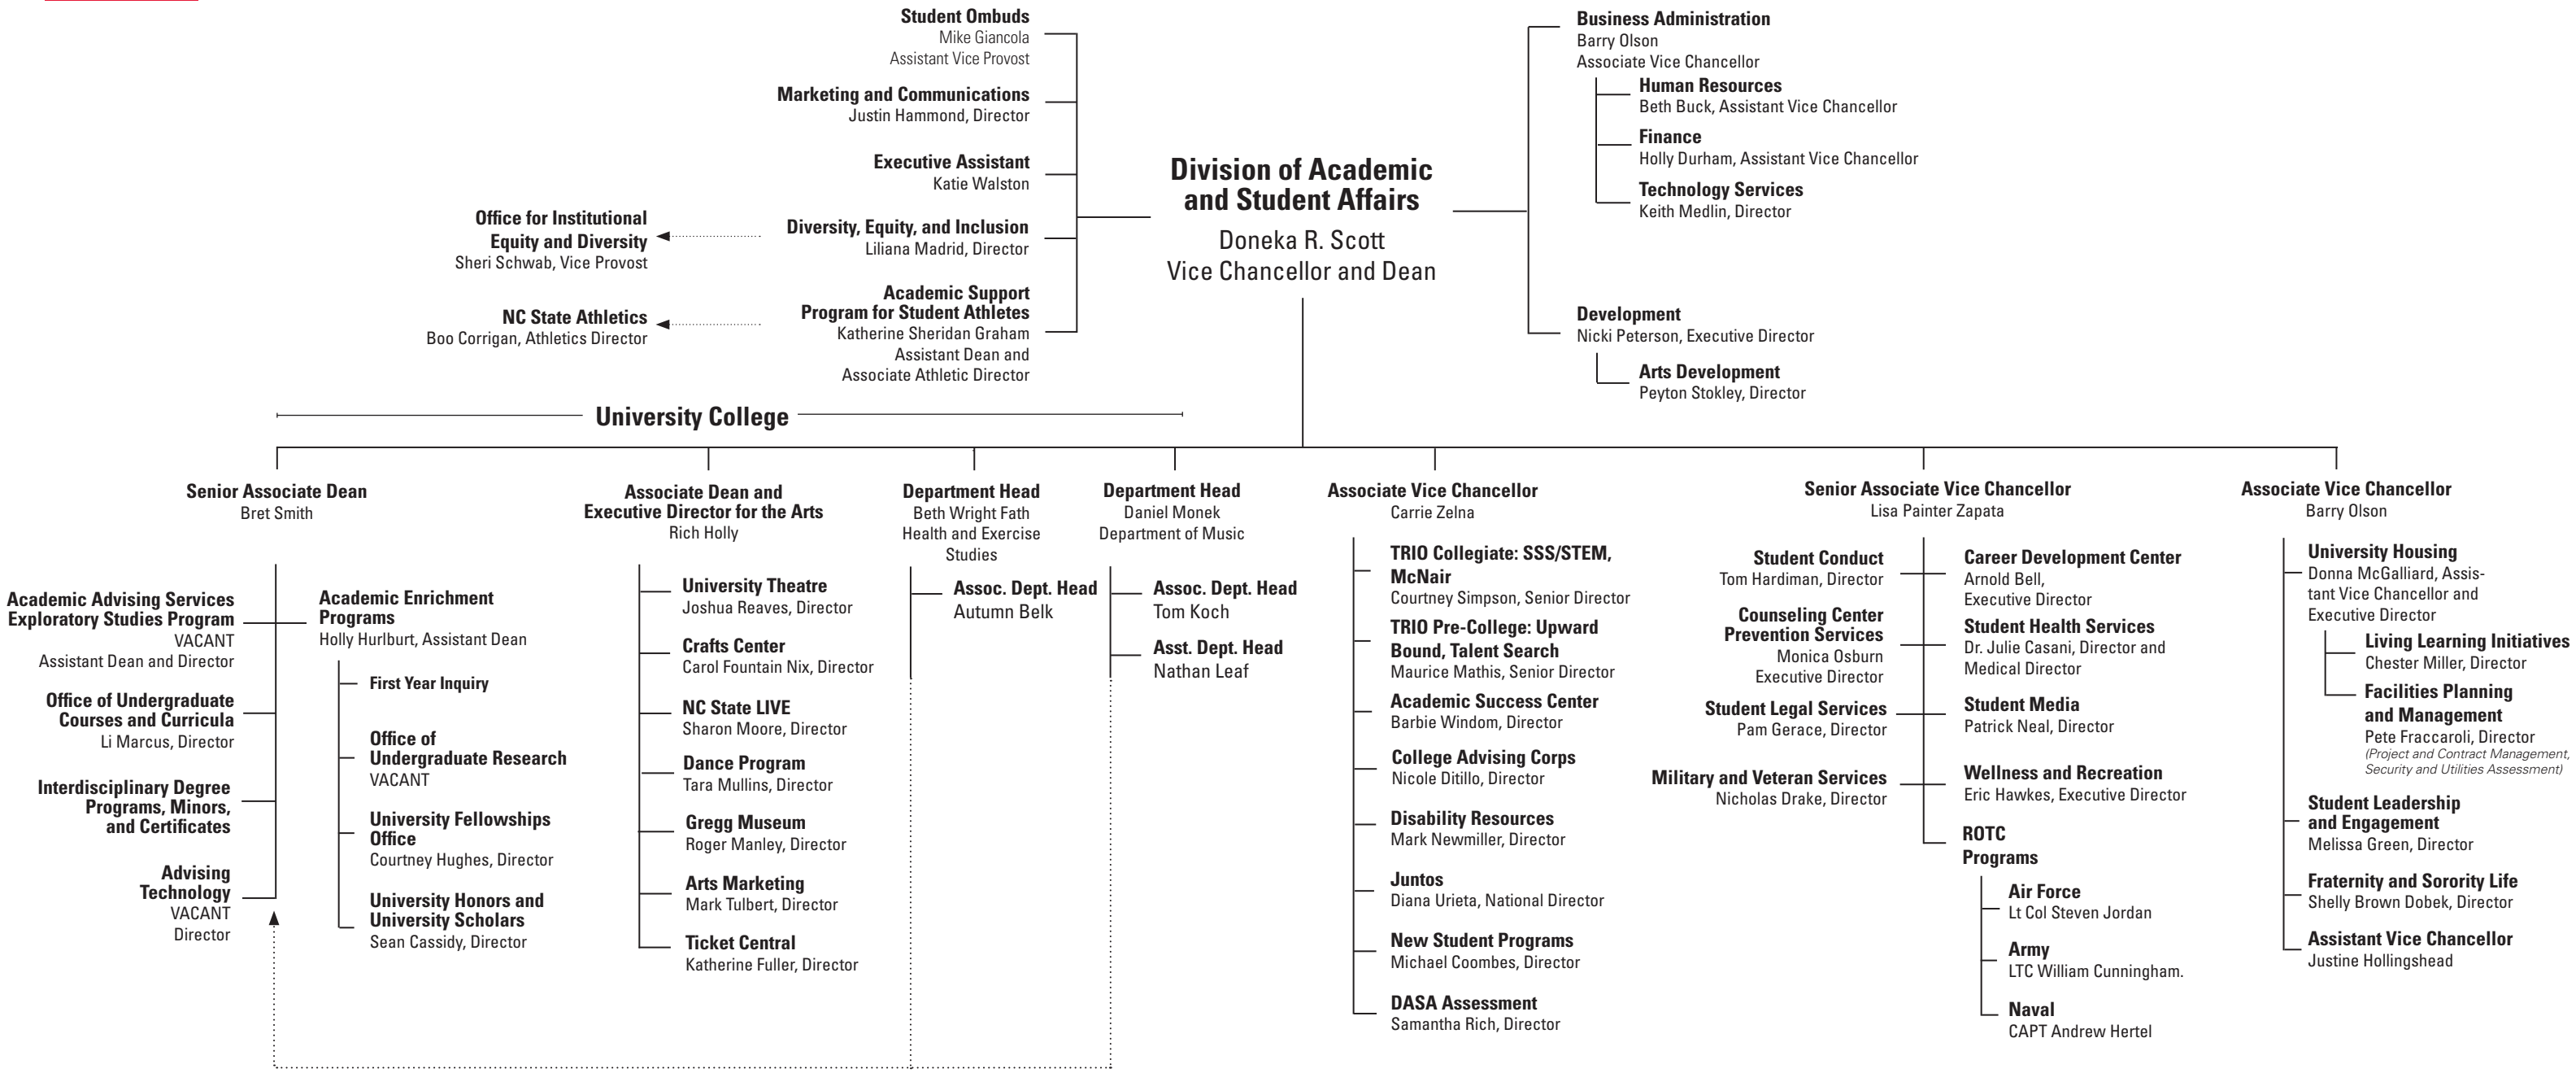 Student Ombuds
Mike Giancola
Assistant Vice Provost
Marketing and Communications
Justin Hammond, Director
Executive Assistant
Katie Walston
Diversity, Equity, and Inclusion
Liliana Madrid, Director
Office for Institutional
Equity and Diversity
Sheri Schwab, Vice Provost
Academic Support
Program for Student Athletes
Katherine Sheridan Graham
Assistant Dean and
Associate Athletic Director
NC State Athletics
Boo Corrigan, Athletics Director
Division of Academic
and Student Affairs
Doneka R. Scott
Vice Chancellor and Dean
Business Administration
Barry Olson
Associate Vice Chancellor
Human Resources
Beth Buck, Assistant Vice Chancellor
Finance
Holly Durham, Assistant Vice Chancellor
Technology Services
Keith Medlin, Director
Development
Nicki Peterson, Executive Director
Arts Development
Peyton Stokley, Director
University College
Senior Associate Dean
Bret Smith
Academic Advising Services
Exploratory Studies Program
VACANT
Assistant Dean and Director
Office of Undergraduate
Courses and Curricula
Li Marcus, Director
Interdisciplinary Degree
Programs, Minors,
and Certificates
Advising
Technology
VACANT
Director
Academic Enrichment
Programs
Holly Hurlburt, Assistant Dean
First Year Inquiry
Office of
Undergraduate Research
VACANT
University Fellowships
Office
Courtney Hughes, Director
University Honors and
University Scholars
Sean Cassidy, Director
Associate Dean and
Executive Director for the Arts
Rich Holly
University Theatre
Joshua Reaves, Director
Crafts Center
Carol Fountain Nix, Director
NC State LIVE
Sharon Moore, Director
Dance Program
Tara Mullins, Director
Gregg Museum
Roger Manley, Director
Arts Marketing
Mark Tulbert, Director
Ticket Central
Katherine Fuller, Director
Department Head
Beth Wright Fath
Health and Exercise
Studies
Assoc. Dept. Head
Autumn Belk
Department Head
Daniel Monek
Department of Music
Assoc. Dept. Head
Tom Koch
Asst. Dept. Head
Nathan Leaf
Associate Vice Chancellor
Carrie Zelna
TRIO Collegiate: SSS/STEM,
McNair
Courtney Simpson, Senior Director
TRIO Pre-College: Upward
Bound, Talent Search
Maurice Mathis, Senior Director
Academic Success Center
Barbie Windom, Director
College Advising Corps
Nicole Ditillo, Director
Disability Resources
Mark Newmiller, Director
Juntos
Diana Urieta, National Director
New Student Programs
Michael Coombes, Director
DASA Assessment
Samantha Rich, Director
Senior Associate Vice Chancellor
Lisa Painter Zapata
Student Conduct
Tom Hardiman, Director
Counseling Center
Prevention Services
Monica Osburn
Executive Director
Student Legal Services
Pam Gerace, Director
Military and Veteran Services
Nicholas Drake, Director
Career Development Center
Arnold Bell,
Executive Director
Student Health Services
Dr. Julie Casani, Director and
Medical Director
Student Media
Patrick Neal, Director
Wellness and Recreation
Eric Hawkes, Executive Director
ROTC
Programs
Air Force
Lt Col Steven Jordan
Army
LTC William Cunningham.
Naval
CAPT Andrew Hertel
Associate Vice Chancellor
Barry Olson
University Housing
Donna McGalliard, Assis-
tant Vice Chancellor and
Executive Director
Living Learning Initiatives
Chester Miller, Director
Facilities Planning
and Management
Pete Fraccaroli, Director
(Project and Contract Management,
Security and Utilities Assessment)
Student Leadership
and Engagement
Melissa Green, Director
Fraternity and Sorority Life
Shelly Brown Dobek, Director
Assistant Vice Chancellor
Justine Hollingshead